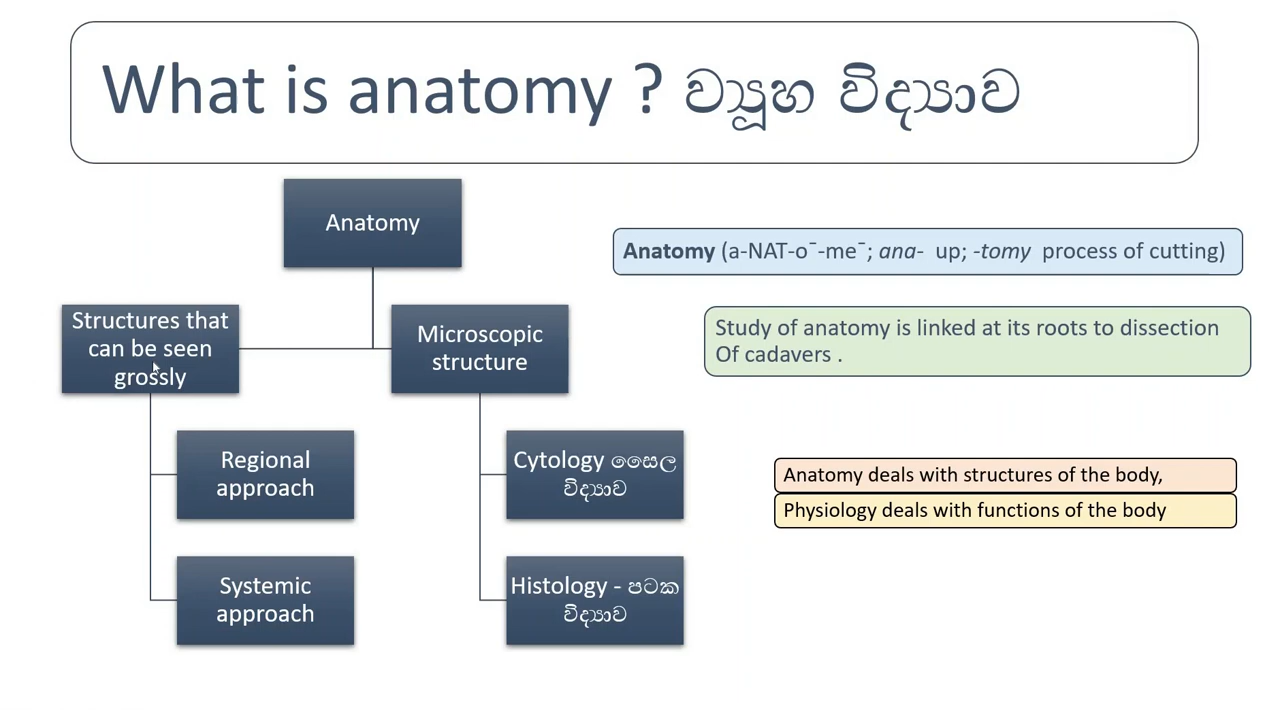 What is anatomy ? ව්‍යූහ විද්‍යාව
Anatomy
Anatomy (a-NAT-o¯-me¯; ana- up; -tomy process of cutting)
Structures that
can be seen
grossly
Microscopic
structure
Study of anatomy is linked at its roots to dissection
Of cadavers .
Regional
approach
Cytology සෛල
විද්‍යාව
Anatomy deals with structures of the body,
Physiology deals with functions of the body
Systemic
approach
Histology - පටක
විද්‍යාව